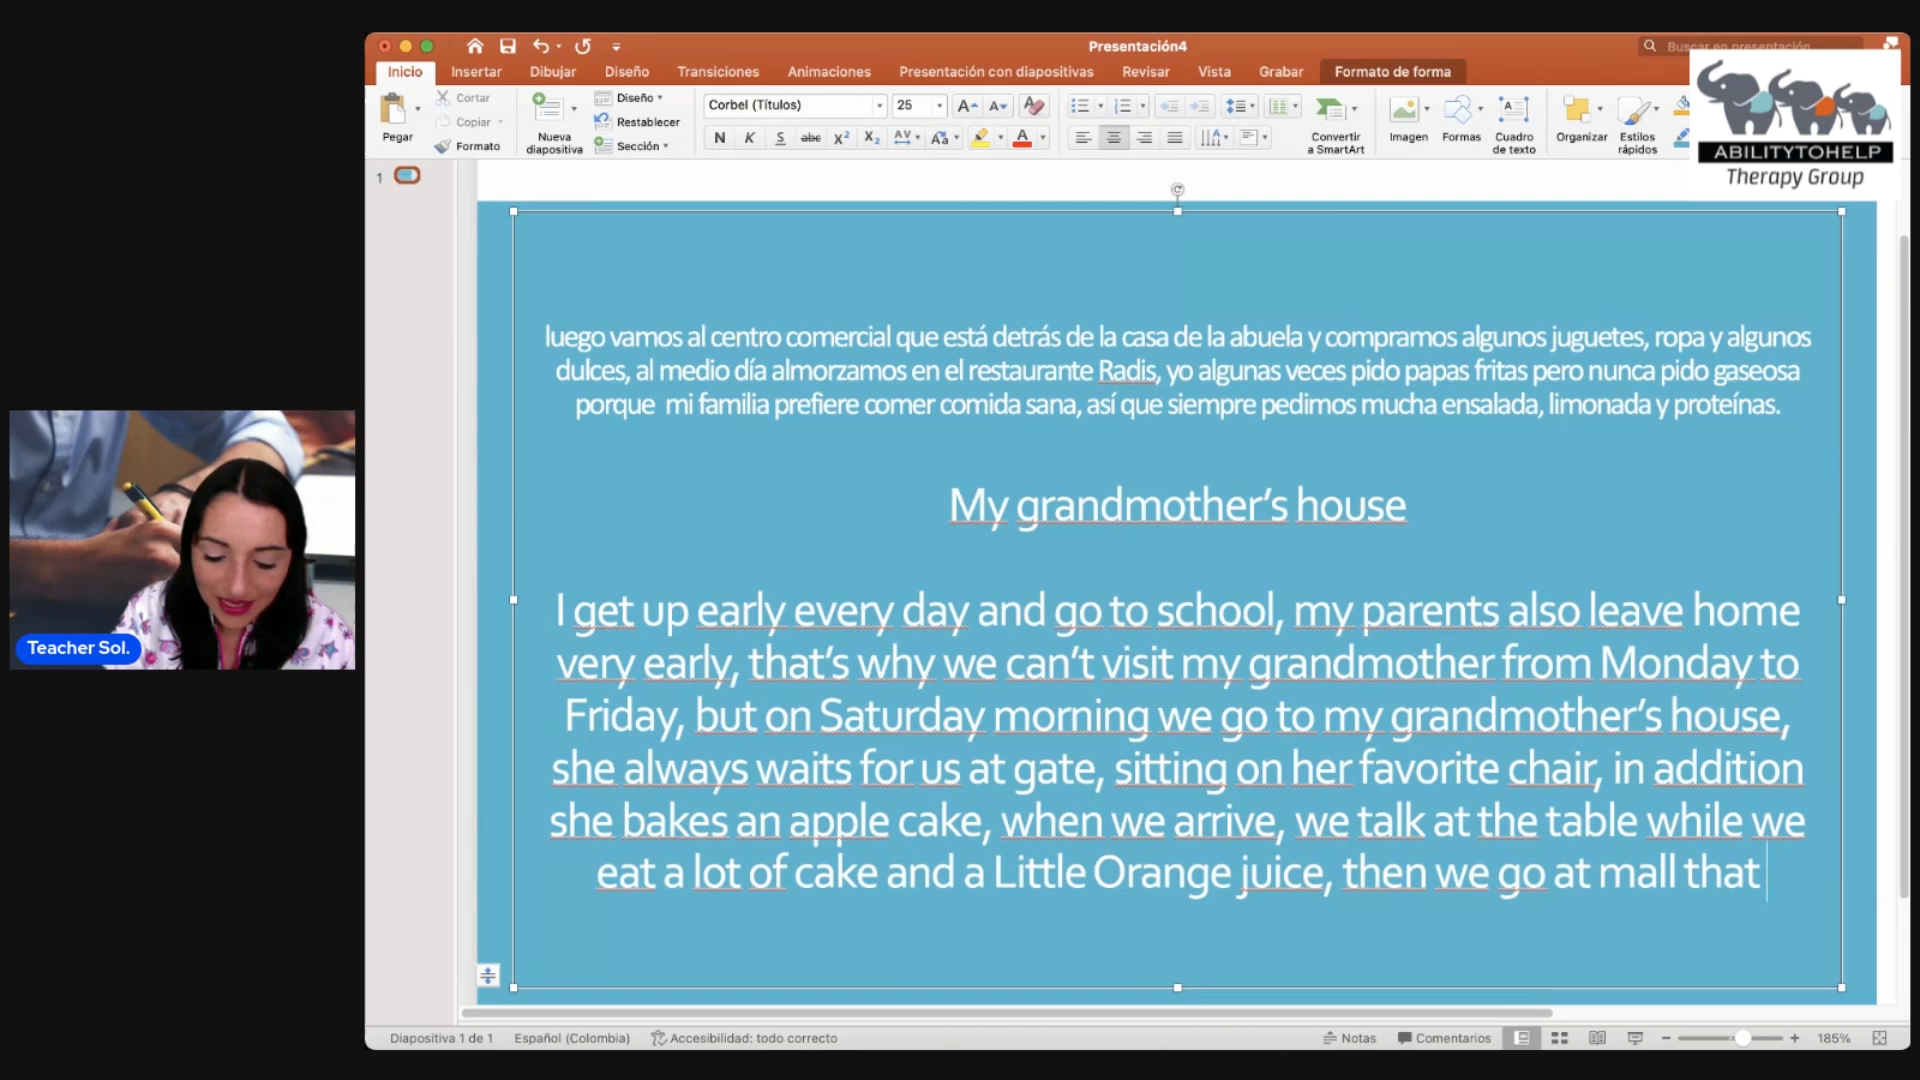 Presentación4
Buscar en presentación
Inicio Insertar Dibujar Diseño Transiciones Animaciones Presentación con diapositivas Revisar Vista Grabar Formato de forma
Pegar
Cortar
Copiar
Formato
Nueva diapositiva
Diseño
Restablecer
Sección
Corbel (Títulos) 25
N K S abc X² X₂ AV Aa A
Convertir a SmartArt
Imagen Formas Cuadro de texto Organizar Estilos rápidos
ABILITYTOHELP
Therapy Group
1
luego vamos al centro comercial que está detrás de la casa de la abuela y compramos algunos juguetes, ropa y algunos
dulces, al medio día almorzamos en el restaurante Radis, yo algunas veces pido papas fritas pero nunca pido gaseosa
porque mi familia prefiere comer comida sana, así que siempre pedimos mucha ensalada, limonada y proteínas.
My grandmother's house
I get up early every day and go to school, my parents also leave home
very early, that's why we can't visit my grandmother from Monday to
Friday, but on Saturday morning we go to my grandmother's house,
she always waits for us at gate, sitting on her favorite chair, in addition
she bakes an apple cake, when we arrive, we talk at the table while we
eat a lot of cake and a Little Orange juice, then we go at mall that
Teacher Sol.
Diapositiva 1 de 1 Español (Colombia) Accesibilidad: todo correcto Notas Comentarios 185%